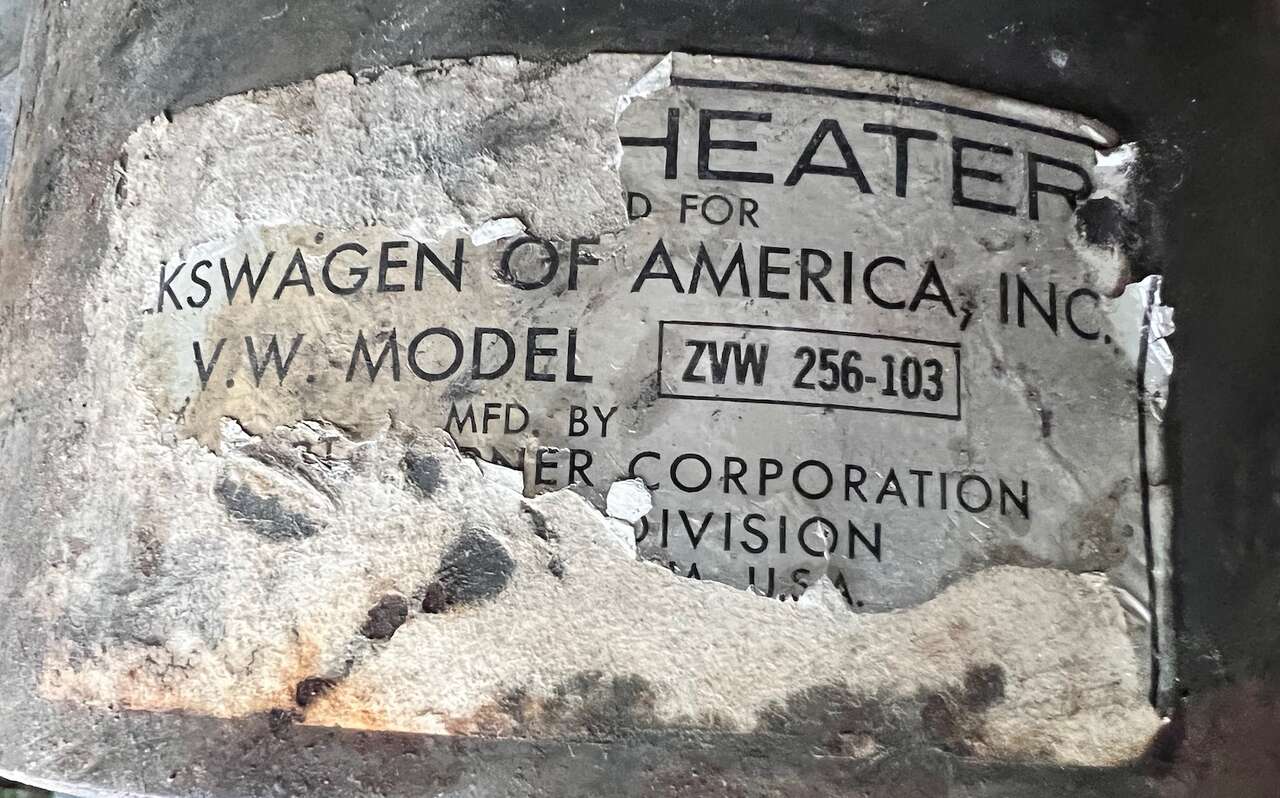 HEATER
D FOR
KSWAGEN OF AMERICA, INC.
V.W. MODEL ZVW 256-103
MFD. BY
NER CORPORATION
DIVISION
U.S.A.